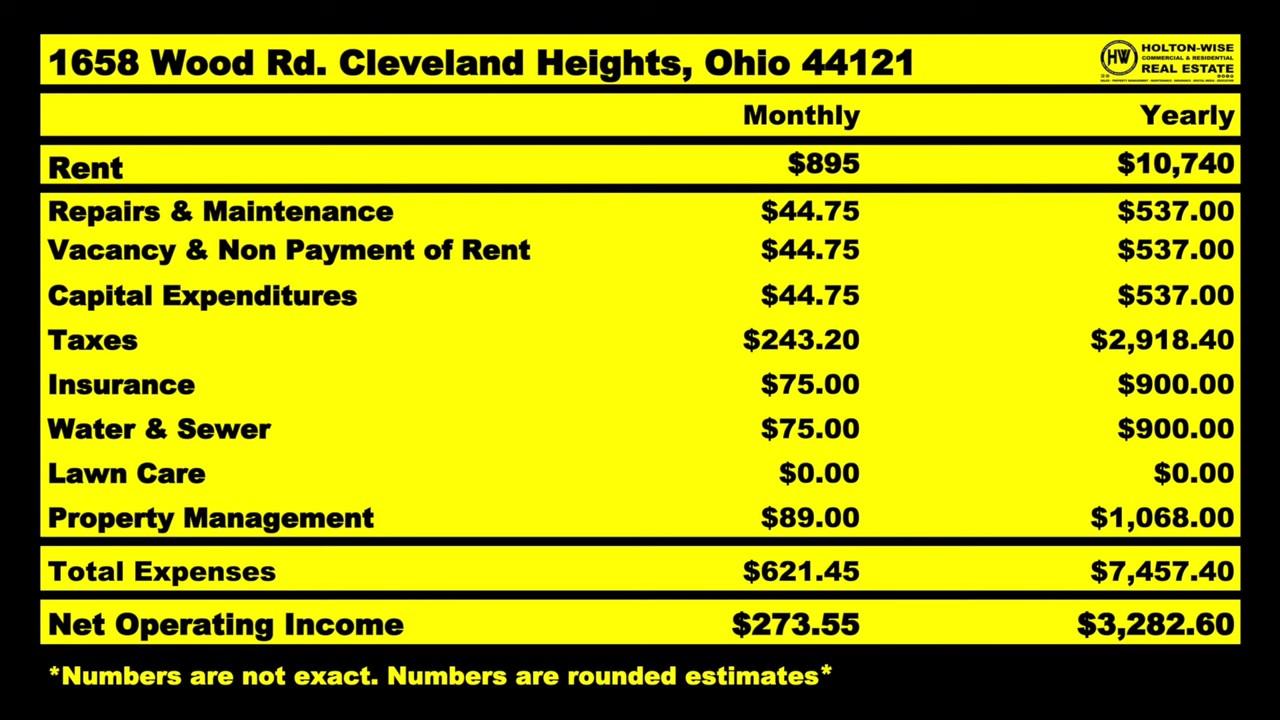 1658 Wood Rd. Cleveland Heights, Ohio 44121
HW
HOLTON-WISE
COMMERCIAL & RESIDENTIAL
REAL ESTATE
Monthly Yearly
Rent $895 $10,740
Repairs & Maintenance $44.75 $537.00
Vacancy & Non Payment of Rent $44.75 $537.00
Capital Expenditures $44.75 $537.00
Taxes $243.20 $2,918.40
Insurance $75.00 $900.00
Water & Sewer $75.00 $900.00
Lawn Care $0.00 $0.00
Property Management $89.00 $1,068.00
Total Expenses $621.45 $7,457.40
Net Operating Income $273.55 $3,282.60
*Numbers are not exact. Numbers are rounded estimates*